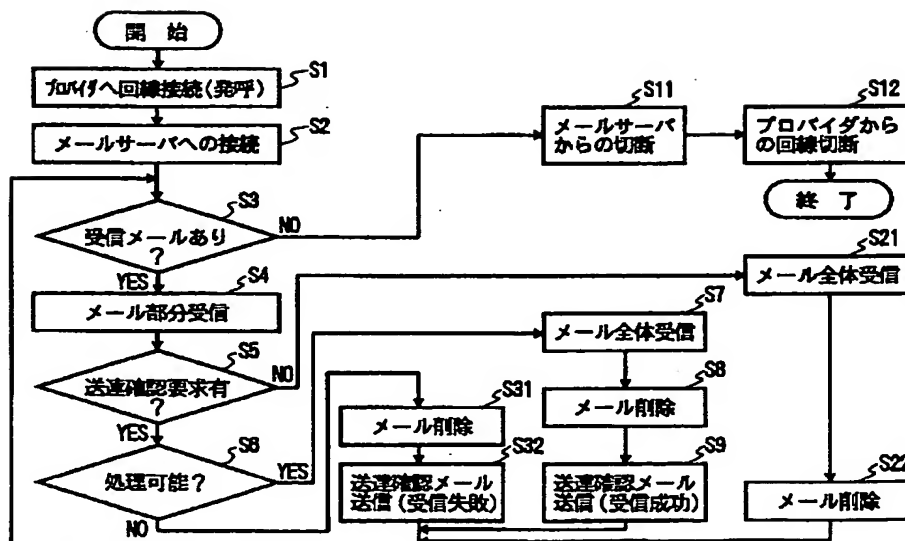 開 始
S1
プロバイダへ回線接続(発呼)
S2
メールサーバへの接続
S11
メールサーバ
からの切断
S12
プロバイダから
の回線切断
終 了
S3
受信メールあり
?
NO
YES
S4
メール部分受信
S21
メール全体受信
S5
送達確認要求有
?
NO
YES
S7
メール全体受信
S31
メール削除
S8
メール削除
S6
処理可能?
YES
NO
S32
送達確認メール
送信(受信失敗)
S9
送達確認メール
送信(受信成功)
S22
メール削除